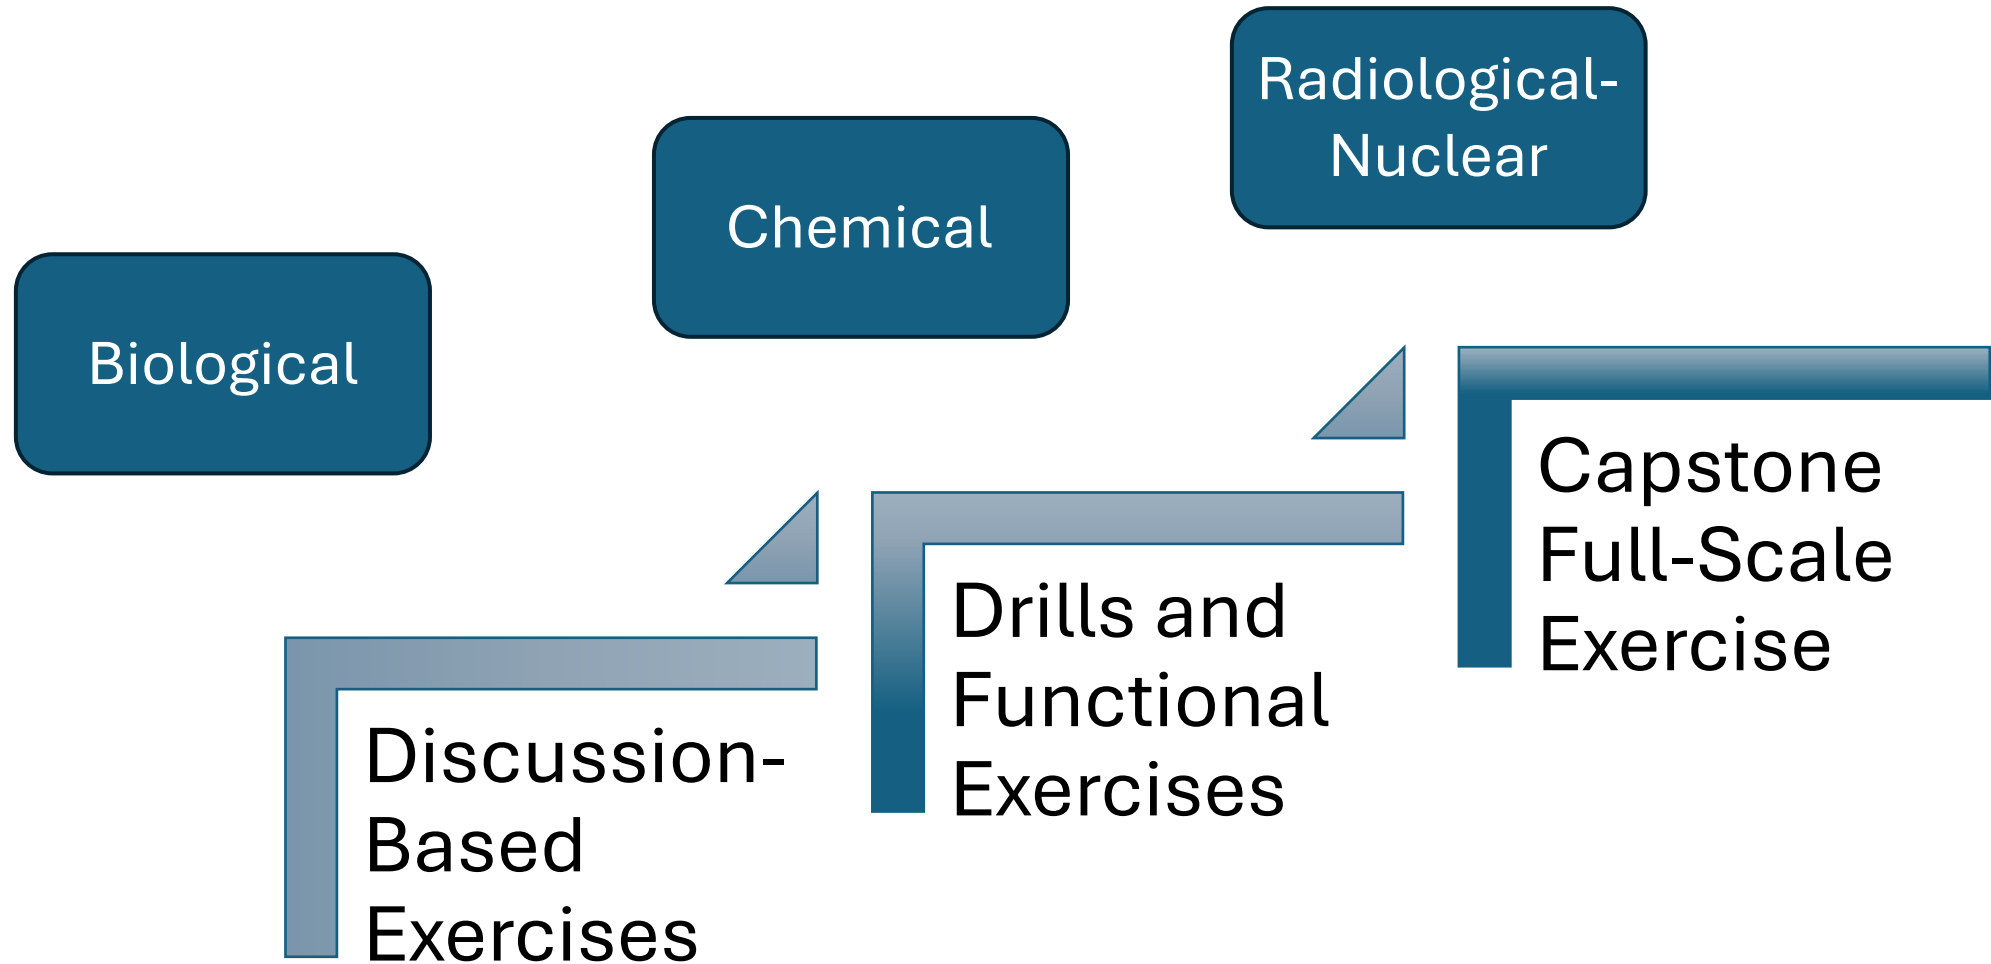 Radiological-
Nuclear
Chemical
Biological
Capstone
Full-Scale
Exercise
Drills and
Functional
Exercises
Discussion-
Based
Exercises